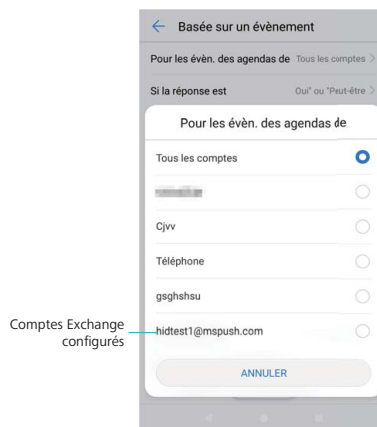 Basée sur un évènement
Pour les évèn. des agendas de Tous les comptes
Si la réponse est Oui" ou "Peut-être
Pour les évèn. des agendas de
Tous les comptes
Cjvv
Téléphone
gsghshsu
Comptes Exchange
configurés
hidtest1@mspush.com
ANNULER